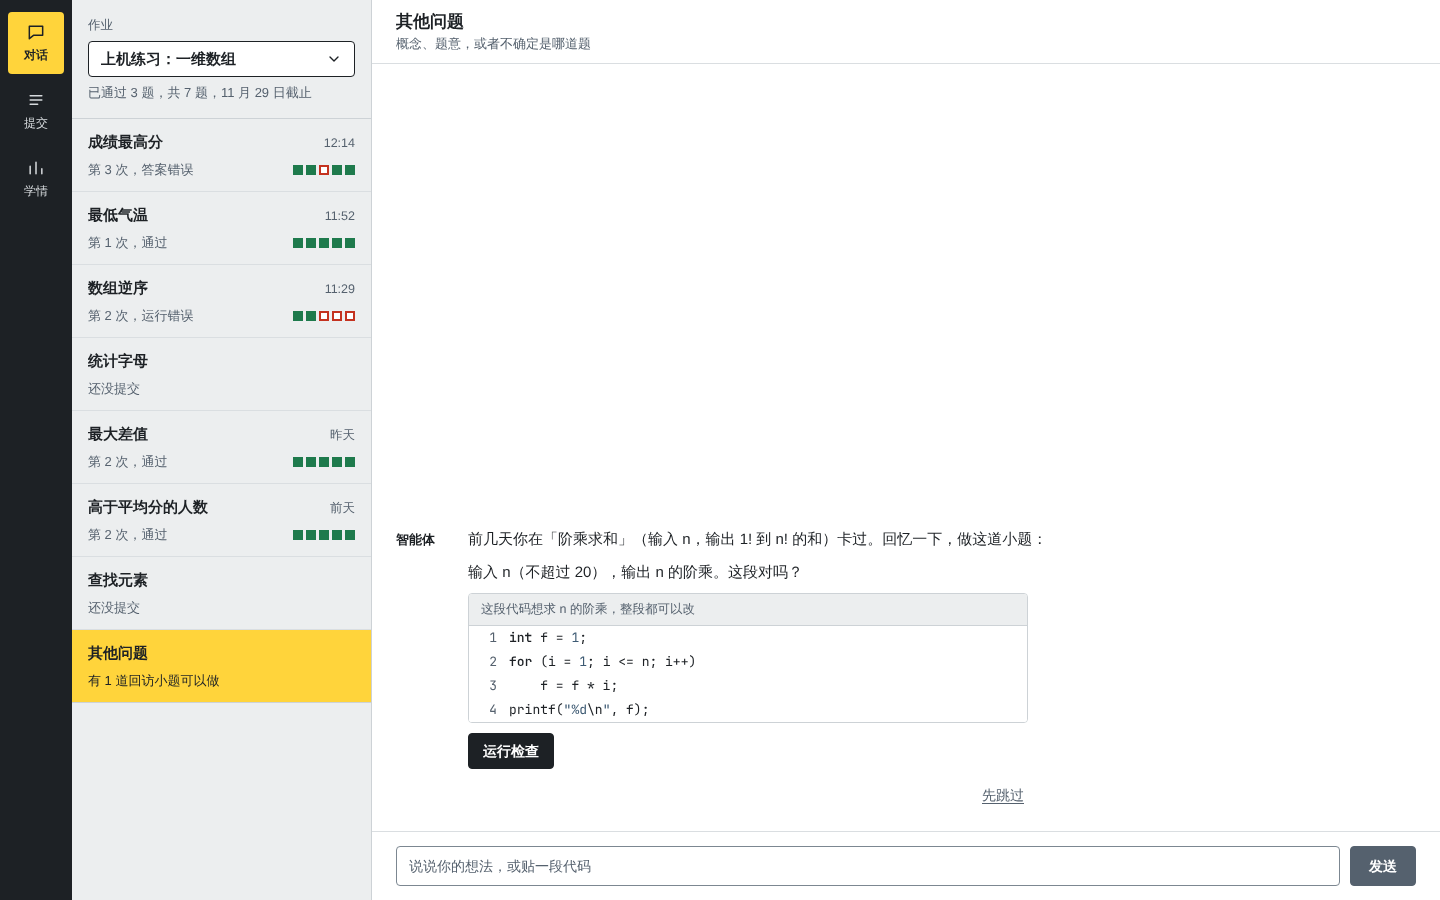 对话
提交
学情
作业
上机练习：一维数组
已通过 3 题，共 7 题，11 月 29 日截止
成绩最高分 12:14
第 3 次，答案错误
最低气温 11:52
第 1 次，通过
数组逆序 11:29
第 2 次，运行错误
统计字母
还没提交
最大差值 昨天
第 2 次，通过
高于平均分的人数 前天
第 2 次，通过
查找元素
还没提交
其他问题
有 1 道回访小题可以做
其他问题
概念、题意，或者不确定是哪道题
智能体
前几天你在「阶乘求和」（输入 n，输出 1! 到 n! 的和）卡过。回忆一下，做这道小题：
输入 n（不超过 20），输出 n 的阶乘。这段对吗？
这段代码想求 n 的阶乘，整段都可以改
1 int f = 1;
2 for (i = 1; i <= n; i++)
3     f = f * i;
4 printf("%d\n", f);
运行检查
先跳过
说说你的想法，或贴一段代码
发送